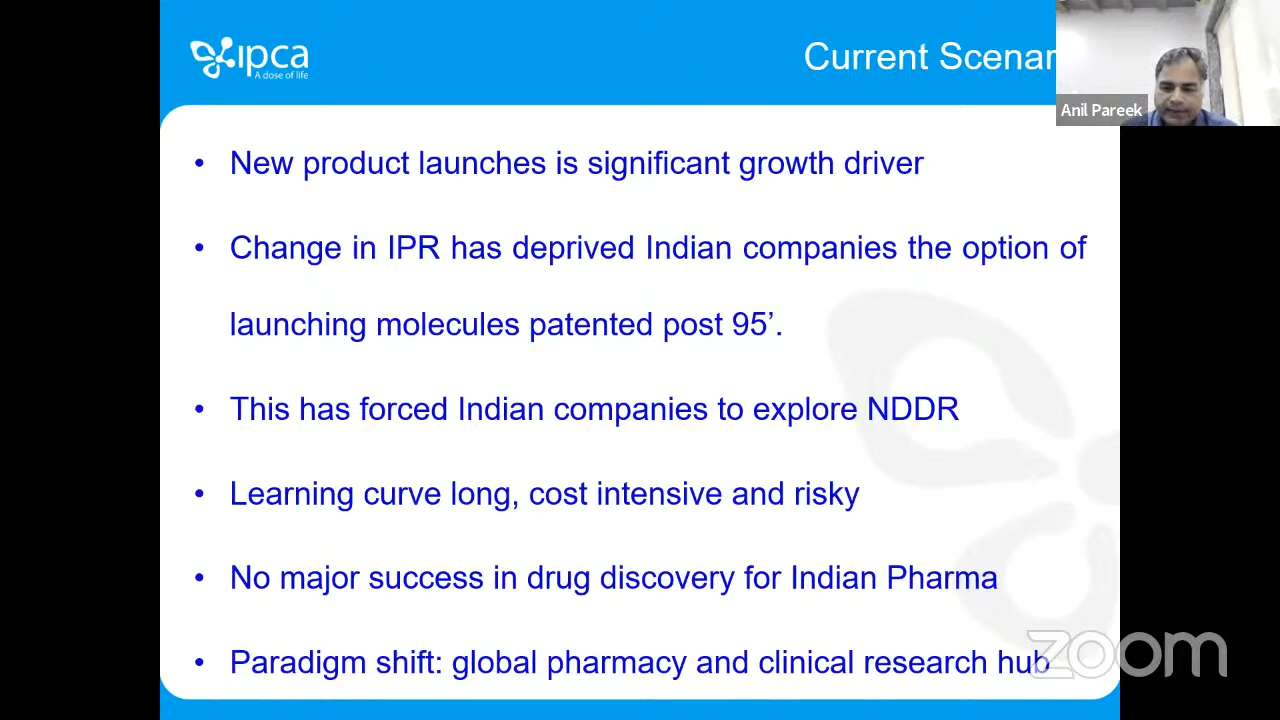 ipca
A dose of life
Current Scenar
Anil Pareek
• New product launches is significant growth driver
• Change in IPR has deprived Indian companies the option of
launching molecules patented post 95’.
• This has forced Indian companies to explore NDDR
• Learning curve long, cost intensive and risky
• No major success in drug discovery for Indian Pharma
• Paradigm shift: global pharmacy and clinical research hub
zoom